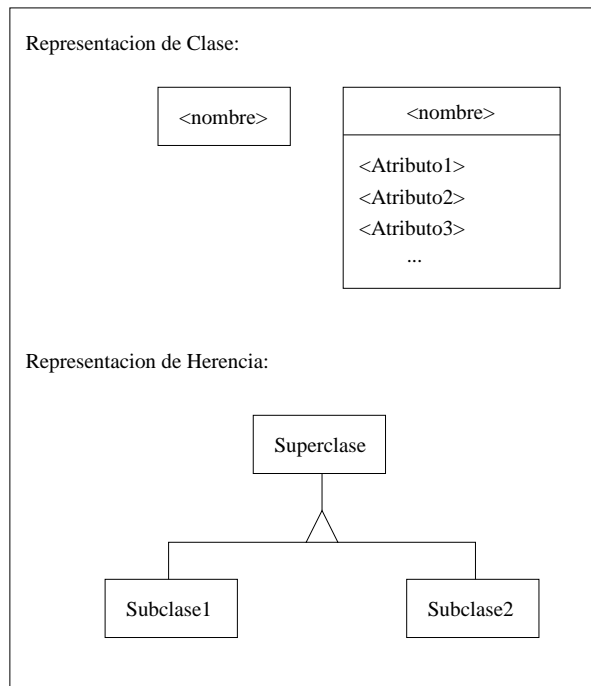 Representacion de Clase:
<nombre>
<nombre>
<Atributo1>
<Atributo2>
<Atributo3>
...
Representacion de Herencia:
Superclase
Subclase1
Subclase2